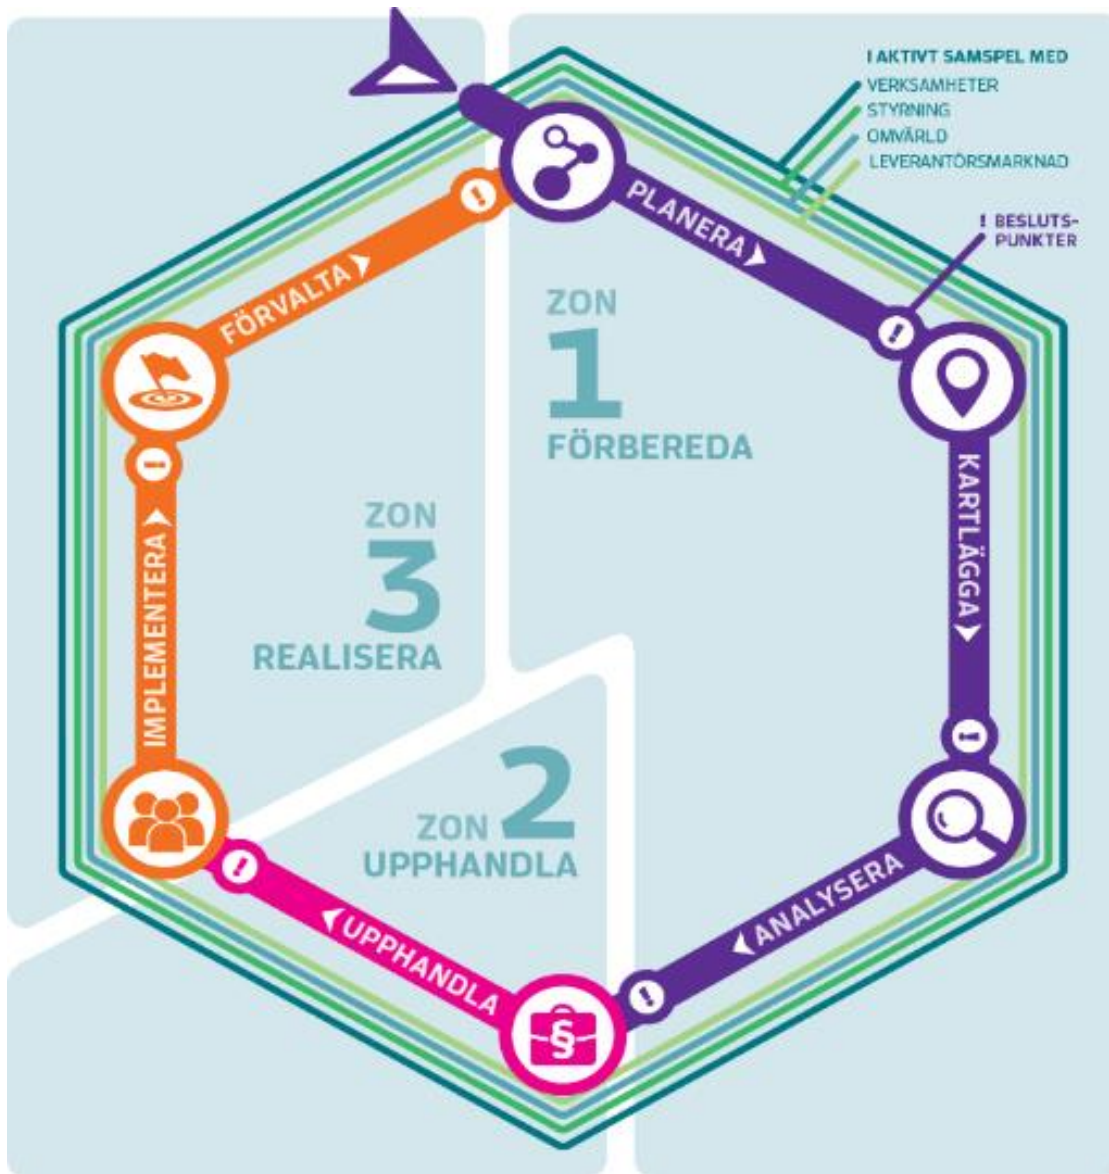 I AKTIVT SAMSPEL MED
VERKSAMHETER
STYRNING
OMVÄRLD
LEVERANTÖRSMARKNAD
! BESLUTS-
PUNKTER
PLANERA
FÖRVALTA
ZON
1
FÖRBEREDA
KARTLÄGGA
ZON
3
REALISERA
IMPLEMENTERA
ZON 2
UPPHANDLA
ANALYSERA
UPPHANDLA
§
!
!
!
!
!
!